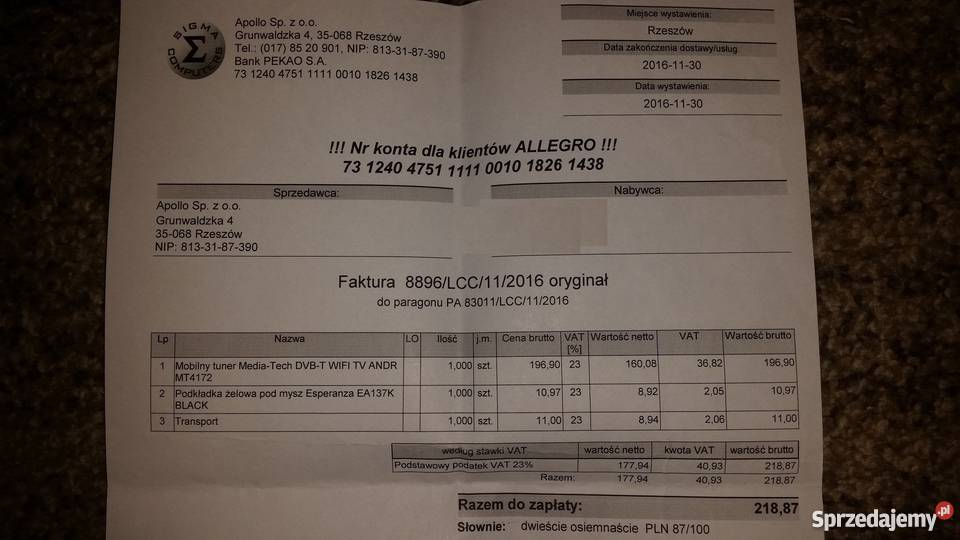 SIGMA
Σ
COMPUTERS
Apollo Sp. z o.o.
Grunwaldzka 4, 35-068 Rzeszów
Tel.: (017) 85 20 901, NIP: 813-31-87-390
Bank PEKAO S.A.
73 1240 4751 1111 0010 1826 1438
Miejsce wystawienia:
Rzeszów
Data zakończenia dostawy/usług
2016-11-30
Data wystawienia:
2016-11-30
!!! Nr konta dla klientów ALLEGRO !!!
73 1240 4751 1111 0010 1826 1438
Sprzedawca:
Apollo Sp. z o.o.
Grunwaldzka 4
35-068 Rzeszów
NIP: 813-31-87-390
Nabywca:
Faktura 8896/LCC/11/2016 oryginał
do paragonu PA 83011/LCC/11/2016
Lp Nazwa LO Ilość j.m. Cena brutto VAT [%] Wartość netto VAT Wartość brutto
1 Mobilny tuner Media-Tech DVB-T WIFI TV ANDR 1,000 szt. 196,90 23 160,08 36,82 196,90
MT4172
2 Podkładka żelowa pod mysz Esperanza EA137K 1,000 szt. 10,97 23 8,92 2,05 10,97
BLACK
3 Transport 1,000 szt. 11,00 23 8,94 2,06 11,00
według stawki VAT wartość netto kwota VAT wartość brutto
Podstawowy podatek VAT 23% 177,94 40,93 218,87
Razem: 177,94 40,93 218,87
Razem do zapłaty: 218,87
Słownie: dwieście osiemnaście PLN 87/100
Sprzedajemy.pl